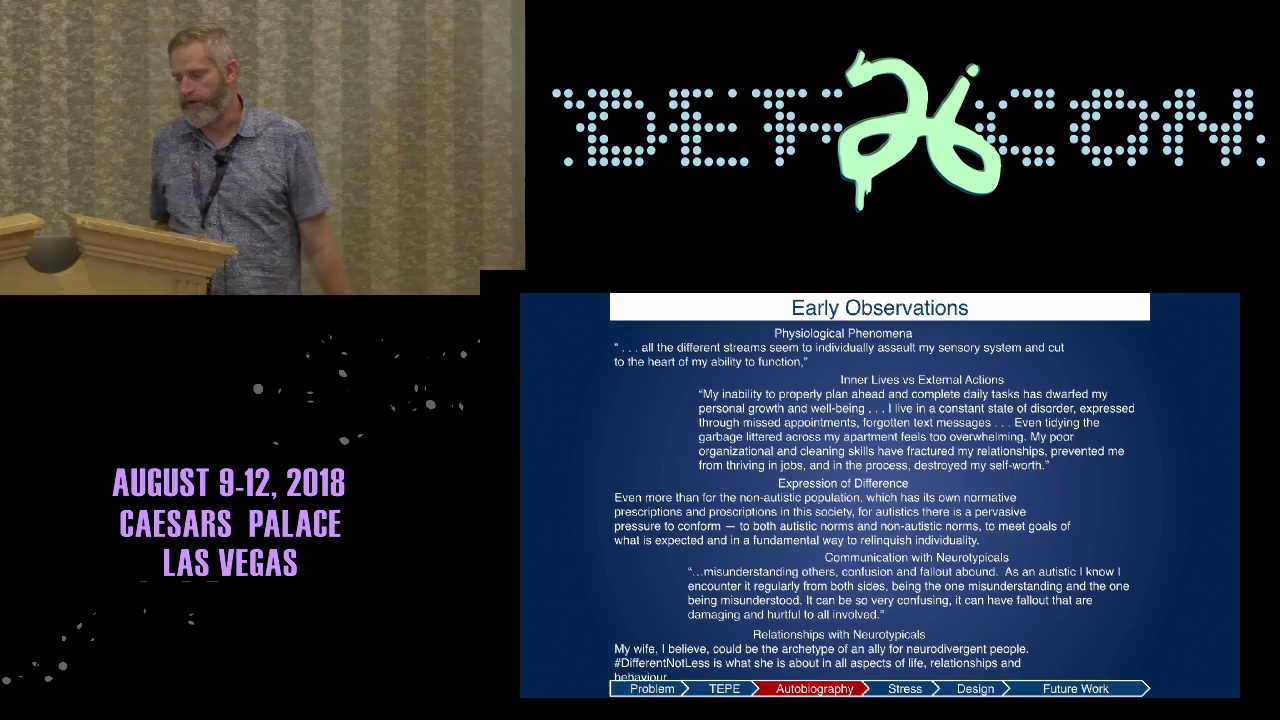 DEF 26 CON
AUGUST 9-12, 2018
CAESARS PALACE
LAS VEGAS
Early Observations
Physiological Phenomena
" . . . all the different streams seem to individually assault my sensory system and cut
to the heart of my ability to function,”
Inner Lives vs External Actions
“My inability to properly plan ahead and complete daily tasks has dwarfed my
personal growth and well-being . . . I live in a constant state of disorder, expressed
through missed appointments, forgotten text messages . . . Even tidying the
garbage littered across my apartment feels too overwhelming. My poor
organizational and cleaning skills have fractured my relationships, prevented me
from thriving in jobs, and in the process, destroyed my self-worth.”
Expression of Difference
Even more than for the non-autistic population, which has its own normative
prescriptions and proscriptions in this society, for autistics there is a pervasive
pressure to conform — to both autistic norms and non-autistic norms, to meet goals of
what is expected and in a fundamental way to relinquish individuality.
Communication with Neurotypicals
“…misunderstanding others, confusion and fallout abound. As an autistic I know I
encounter it regularly from both sides, being the one misunderstanding and the one
being misunderstood. It can be so very confusing, it can have fallout that are
damaging and hurtful to all involved.”
Relationships with Neurotypicals
My wife, I believe, could be the archetype of an ally for neurodivergent people.
#DifferentNotLess is what she is about in all aspects of life, relationships and
behaviour
Problem TEPE Autobiography Stress Design Future Work